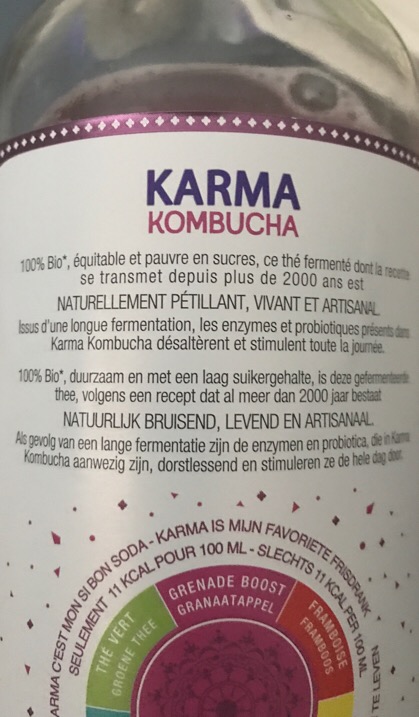 KARMA
KOMBUCHA
100% Bio*, équitable et pauvre en sucres, ce thé fermenté dont la recette
se transmet depuis plus de 2000 ans est
NATURELLEMENT PÉTILLANT, VIVANT ET ARTISANAL.
Issus d'une longue fermentation, les enzymes et probiotiques présents dans
Karma Kombucha désaltèrent et stimulent toute la journée.
100% Bio*, duurzaam en met een laag suikergehalte, is deze gefermenteerde
thee, volgens een recept dat al meer dan 2000 jaar bestaat
NATUURLIJK BRUISEND, LEVEND EN ARTISANAAL.
Als gevolg van een lange fermentatie zijn de enzymen en probiotica, die in Karma
Kombucha aanwezig zijn, dorstlessend en stimuleren ze de hele dag door.
KARMA C'EST MON SI BON SODA - KARMA IS MIJN FAVORIETE FRISDRANK
SEULEMENT 11 KCAL POUR 100 ML - SLECHTS 11 KCAL PER 100 ML
TE LEVEN
THÉ VERT
GROENE THEE
GRENADE BOOST
GRANAATAPPEL
FRAMBOISE
FRAMBOOS